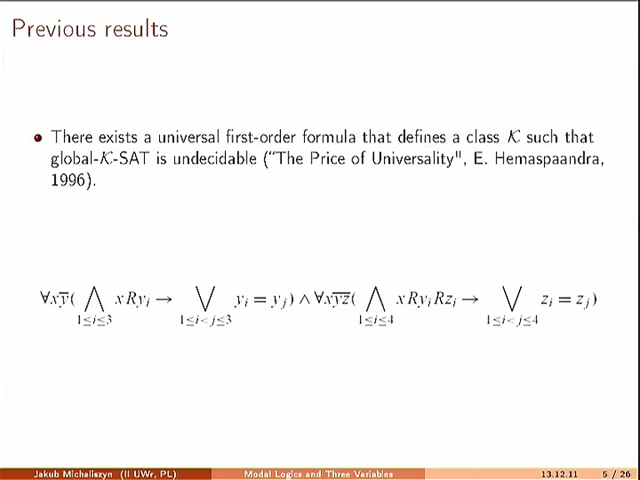 Previous results
• There exists a universal first-order formula that defines a class 𝒦 such that
global-𝒦-SAT is undecidable ("The Price of Universality", E. Hemaspaandra,
1996).
∀xy̅( ⋀_{1≤i≤3} xRy_i → ⋁_{1≤i<j≤3} y_i = y_j) ∧ ∀xy̅z̅( ⋀_{1≤i≤4} xRy_iRz_i → ⋁_{1≤i<j≤4} z_i = z_j)
Jakub Michaliszyn (II UWr, PL) Modal Logics and Three Variables 13.12.11 5 / 26